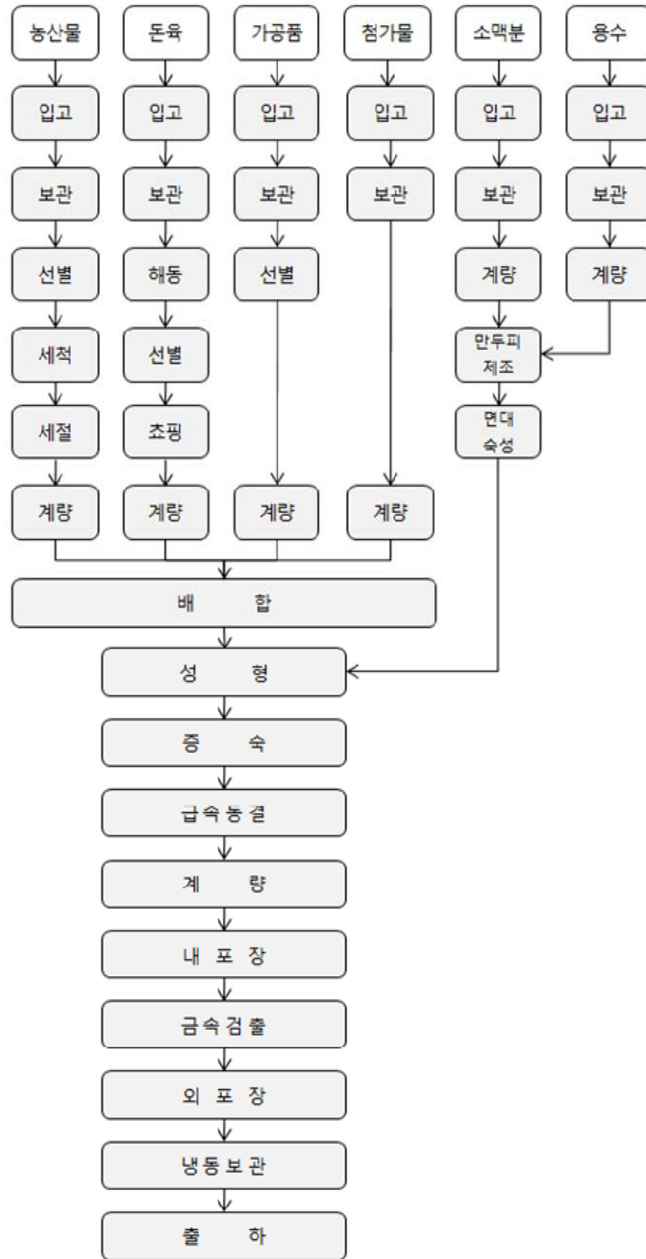 농산물 돈육 가공품 첨가물 소맥분 용수
입고 입고 입고 입고 입고 입고
보관 보관 보관 보관 보관 보관
선별 해동 선별 계량 계량
세척 선별 만두피
제조
세절 쵸핑 면대
숙성
계량 계량 계량 계량
배 합
성 형
증 숙
급속동결
계 량
내 포 장
금속검출
외 포 장
냉동보관
출 하